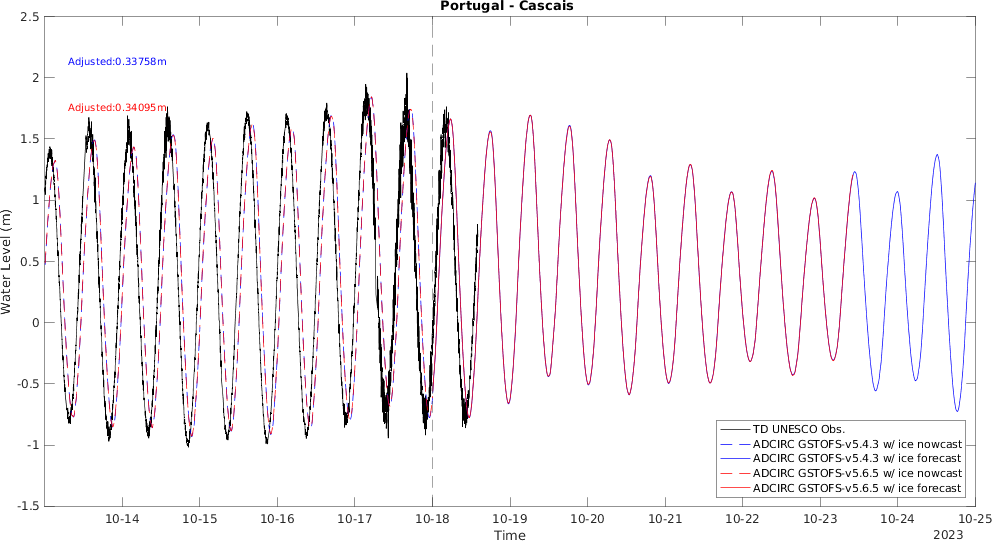 Portugal - Cascais
2.5
2
1.5
1
0.5
0
-0.5
-1
-1.5
Water Level (m)
Adjusted:0.33758m
Adjusted:0.34095m
TD UNESCO Obs.
ADCIRC GSTOFS-v5.4.3 w/ ice nowcast
ADCIRC GSTOFS-v5.4.3 w/ ice forecast
ADCIRC GSTOFS-v5.6.5 w/ ice nowcast
ADCIRC GSTOFS-v5.6.5 w/ ice forecast
10-14 10-15 10-16 10-17 10-18 10-19 10-20 10-21 10-22 10-23 10-24 10-25
Time
2023